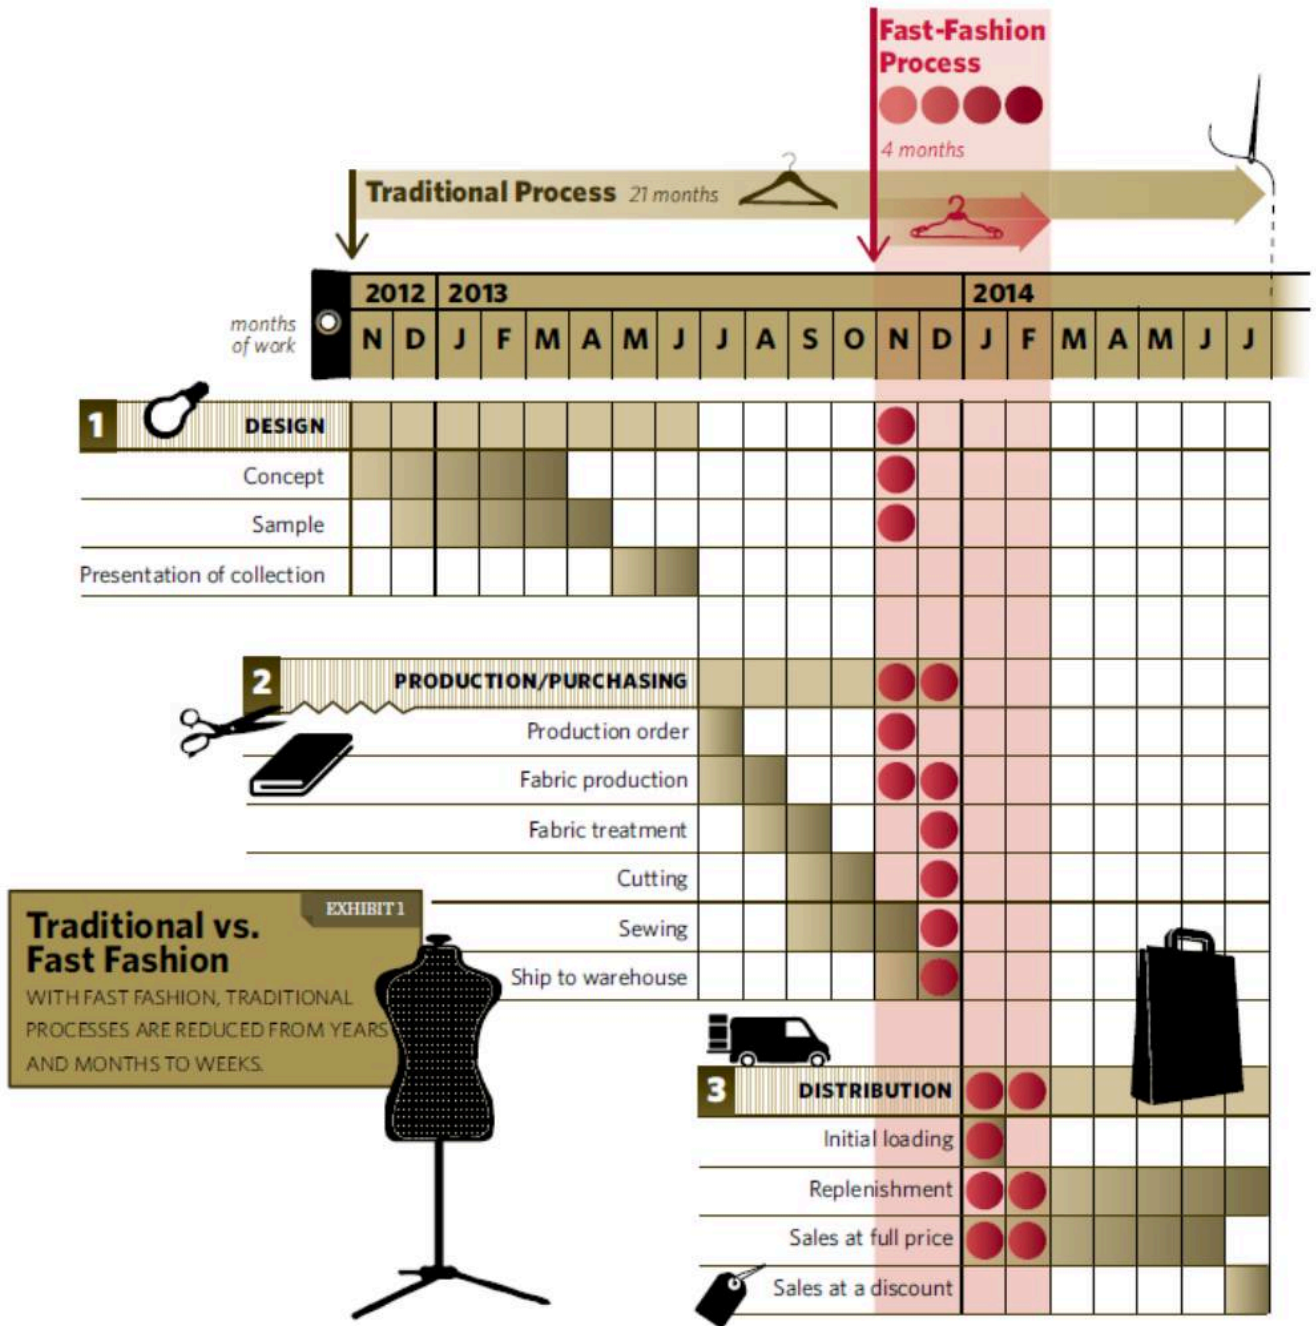 Fast-Fashion
Process
4 months
Traditional Process 21 months
2012 2013 2014
months
of work
N D J F M A M J J A S O N D J F M A M J J
1 DESIGN
Concept
Sample
Presentation of collection
2 PRODUCTION/PURCHASING
Production order
Fabric production
Fabric treatment
Cutting
Sewing
Ship to warehouse
EXHIBIT 1
Traditional vs.
Fast Fashion
WITH FAST FASHION, TRADITIONAL
PROCESSES ARE REDUCED FROM YEARS
AND MONTHS TO WEEKS.
3 DISTRIBUTION
Initial loading
Replenishment
Sales at full price
Sales at a discount